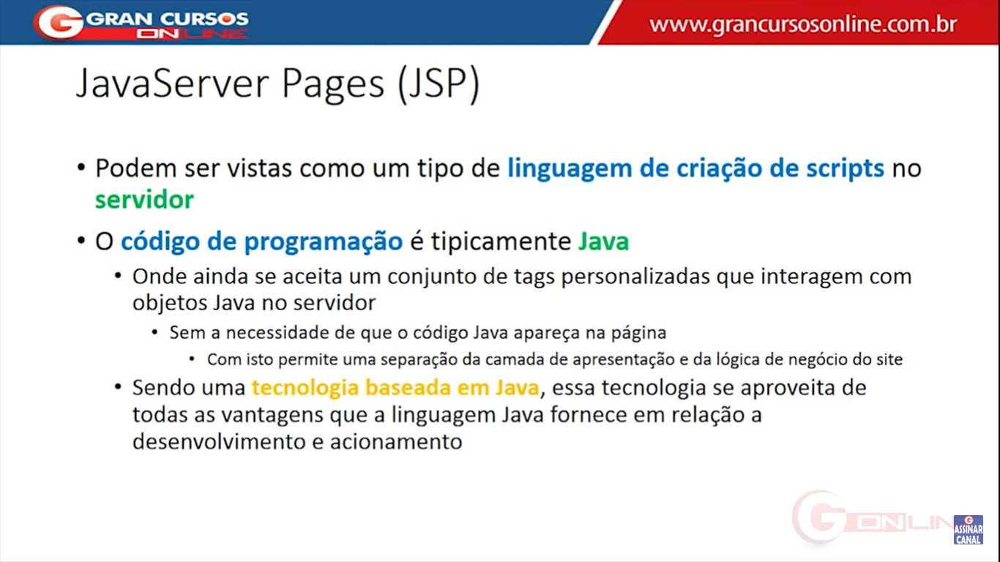 GRAN CURSOS
ONLINE
www.grancursosonline.com.br
JavaServer Pages (JSP)
• Podem ser vistas como um tipo de linguagem de criação de scripts no
servidor
• O código de programação é tipicamente Java
• Onde ainda se aceita um conjunto de tags personalizadas que interagem com
objetos Java no servidor
• Sem a necessidade de que o código Java apareça na página
• Com isto permite uma separação da camada de apresentação e da lógica de negócio do site
• Sendo uma tecnologia baseada em Java, essa tecnologia se aproveita de
todas as vantagens que a linguagem Java fornece em relação a
desenvolvimento e acionamento
G ONLIN
G
ASSINAR
CANAL